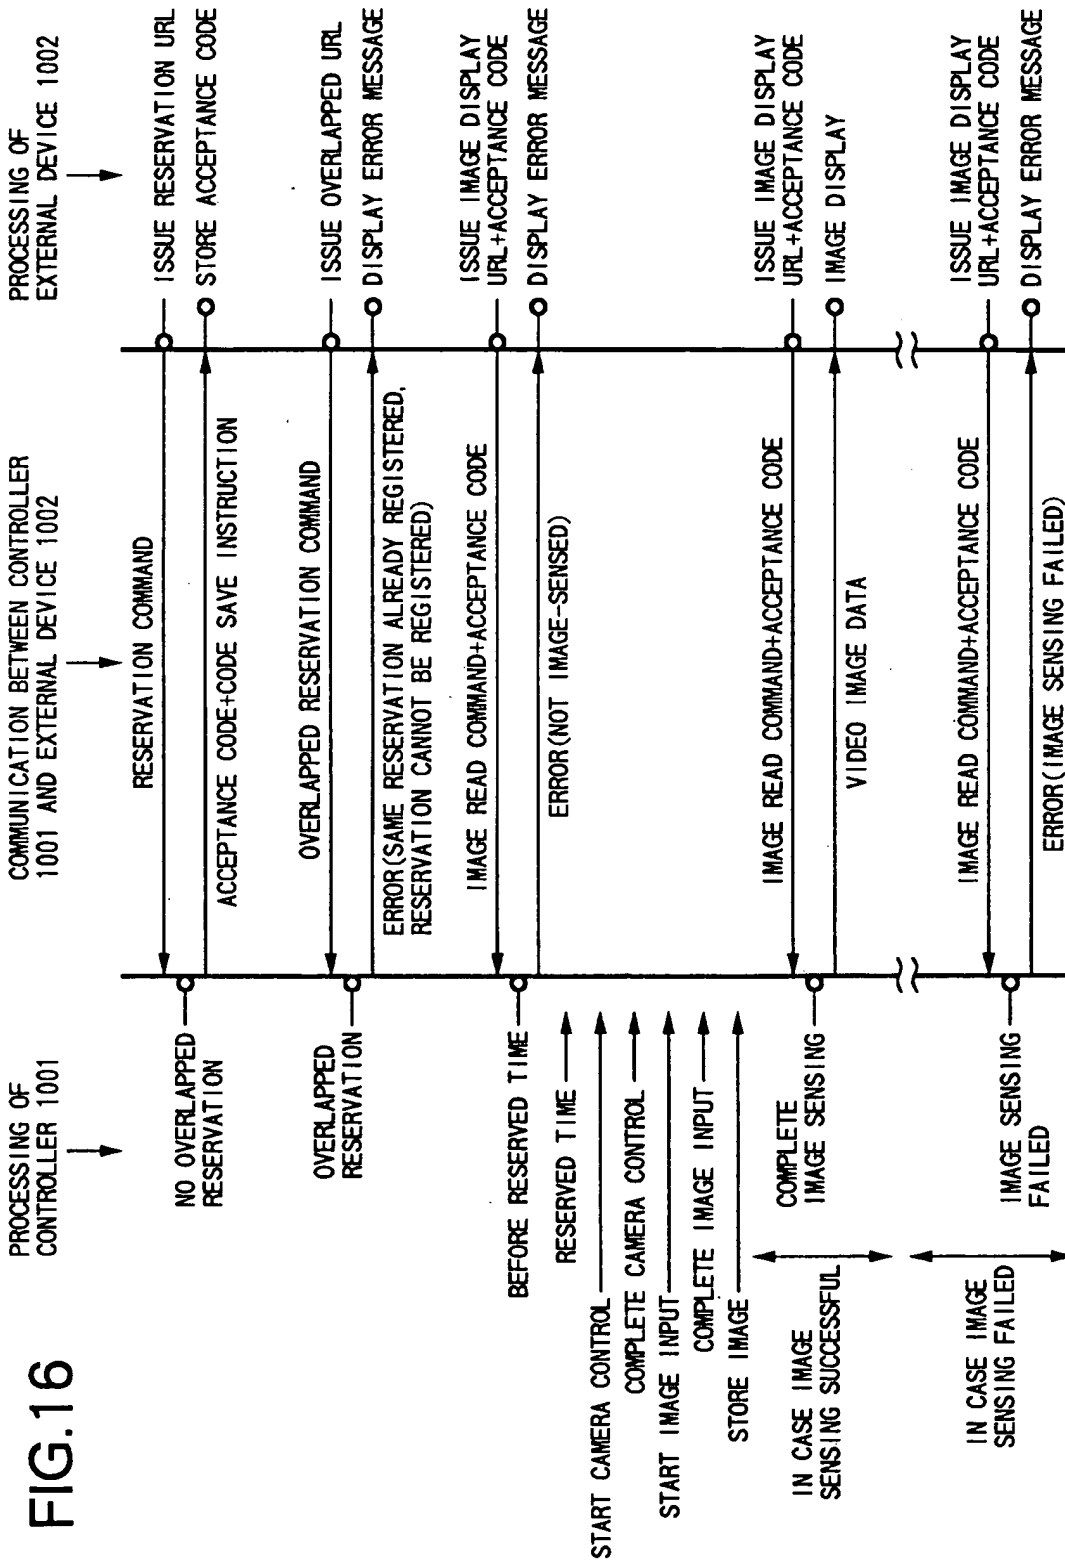 FIG.16
PROCESSING OF
CONTROLLER 1001
COMMUNICATION BETWEEN CONTROLLER
1001 AND EXTERNAL DEVICE 1002
PROCESSING OF
EXTERNAL DEVICE 1002
RESERVATION COMMAND
ISSUE RESERVATION URL
NO OVERLAPPED
RESERVATION
ACCEPTANCE CODE+CODE SAVE INSTRUCTION
STORE ACCEPTANCE CODE
OVERLAPPED RESERVATION COMMAND
ISSUE OVERLAPPED URL
OVERLAPPED
RESERVATION
ERROR(SAME RESERVATION ALREADY REGISTERED,
RESERVATION CANNOT BE REGISTERED)
DISPLAY ERROR MESSAGE
IMAGE READ COMMAND+ACCEPTANCE CODE
ISSUE IMAGE DISPLAY
URL+ACCEPTANCE CODE
BEFORE RESERVED TIME
ERROR(NOT IMAGE-SENSED)
DISPLAY ERROR MESSAGE
RESERVED TIME
START CAMERA CONTROL
COMPLETE CAMERA CONTROL
START IMAGE INPUT
COMPLETE IMAGE INPUT
STORE IMAGE
IN CASE IMAGE
SENSING SUCCESSFUL
COMPLETE
IMAGE SENSING
IMAGE READ COMMAND+ACCEPTANCE CODE
ISSUE IMAGE DISPLAY
URL+ACCEPTANCE CODE
VIDEO IMAGE DATA
IMAGE DISPLAY
IN CASE IMAGE
SENSING FAILED
IMAGE SENSING
FAILED
IMAGE READ COMMAND+ACCEPTANCE CODE
ISSUE IMAGE DISPLAY
URL+ACCEPTANCE CODE
ERROR(IMAGE SENSING FAILED)
DISPLAY ERROR MESSAGE